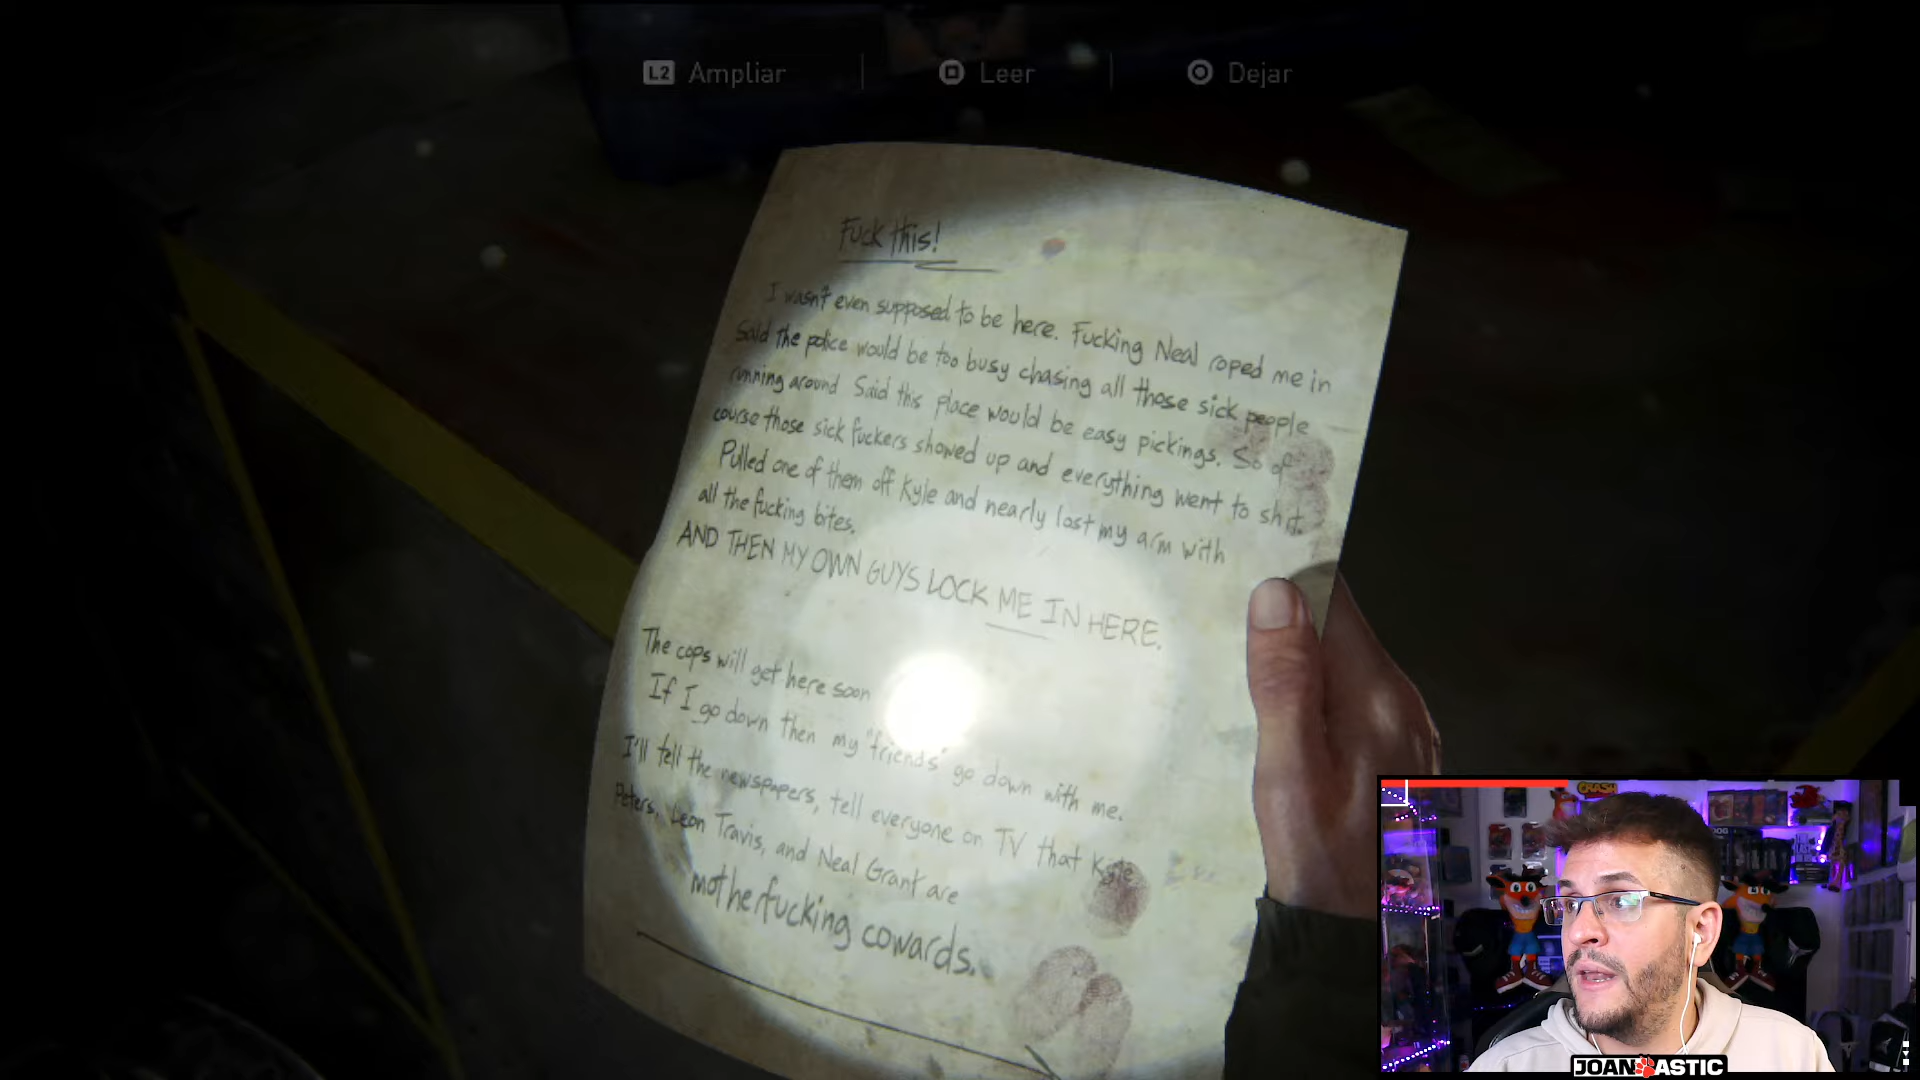 L2 Ampliar
Leer
Dejar
Fuck this!
I wasn't even supposed to be here. Fucking Neal roped me in
Said the police would be too busy chasing all those sick people
running around Said this place would be easy pickings. So of
course those sick fuckers showed up and everything went to shit.
Pulled one of them off Kyle and nearly lost my arm with
all the fucking bites.
AND THEN MY OWN GUYS LOCK ME IN HERE.
The cops will get here soon
If I go down then my "friends" go down with me.
I'll tell the newspapers, tell everyone on TV that Kyle
Peters, Leon Travis, and Neal Grant are
motherfucking cowards.
CRASH
JOAN ASTIC